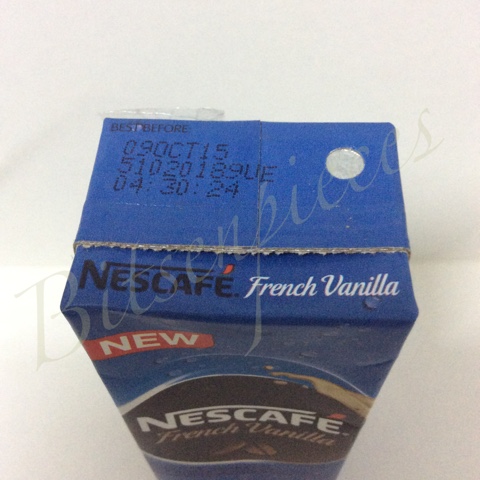 BEST BEFORE:
09OCT15
51020189UE
04:30:24
NESCAFÉ. French Vanilla
NEW
NESCAFÉ
French Vanilla
Bitsenpieces